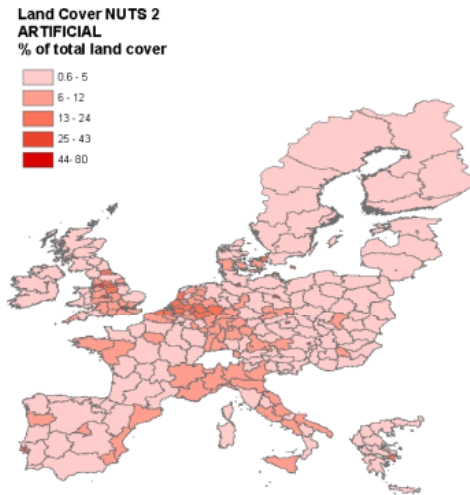 Land Cover NUTS 2
ARTIFICIAL
% of total land cover
0.6 - 5
6 - 12
13 - 24
25 - 43
44- 80